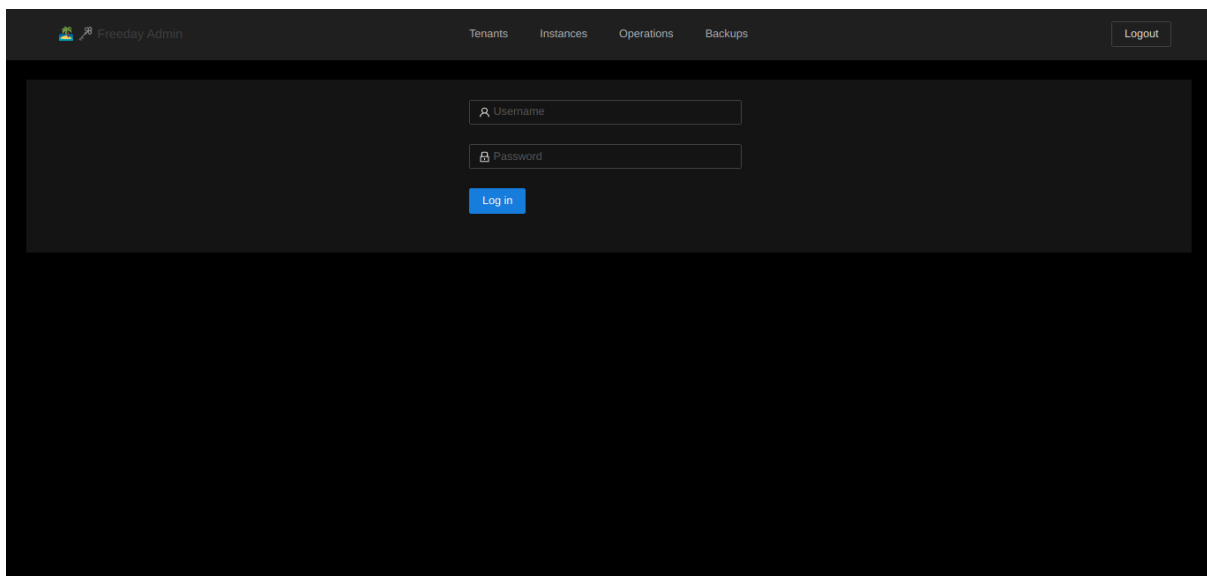 Freeday Admin
Tenants Instances Operations Backups
Logout
Username
Password
Log in